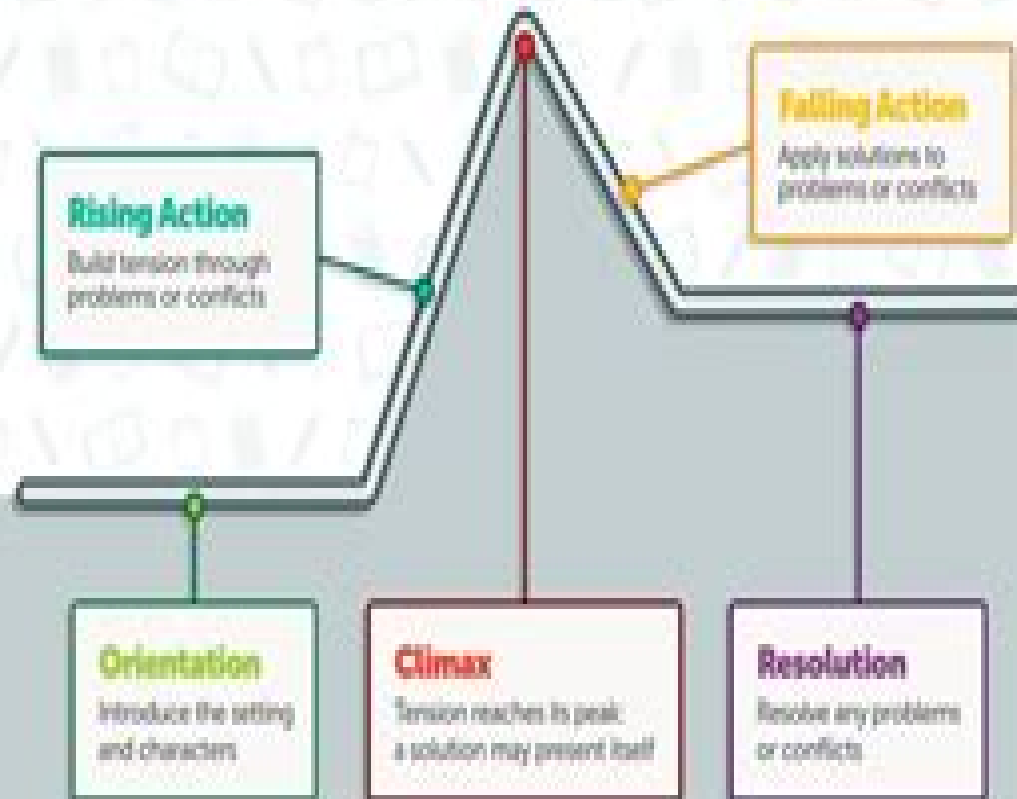 Falling Action
Apply solutions to
problems or conflicts
Rising Action
Build tension through
problems or conflicts
Orientation
Introduce the setting
and characters
Climax
Tension reaches its peak
a solution may present itself
Resolution
Resolve any problems
or conflicts